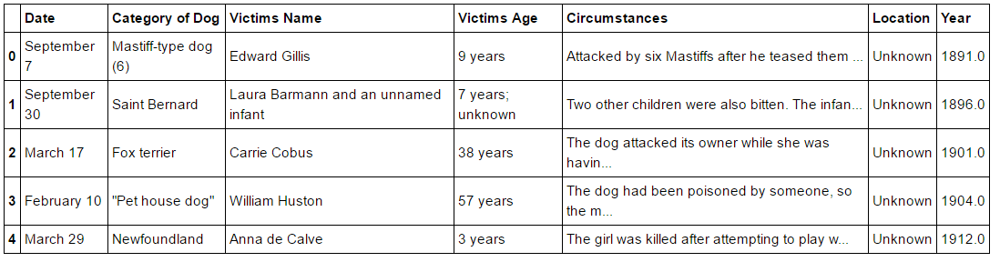 Date Category of Dog Victims Name Victims Age Circumstances Location Year
0 September 7 Mastiff-type dog (6) Edward Gillis 9 years Attacked by six Mastiffs after he teased them ... Unknown 1891.0
1 September 30 Saint Bernard Laura Barmann and an unnamed infant 7 years; unknown Two other children were also bitten. The infan... Unknown 1896.0
2 March 17 Fox terrier Carrie Cobus 38 years The dog attacked its owner while she was havin... Unknown 1901.0
3 February 10 "Pet house dog" William Huston 57 years The dog had been poisoned by someone, so the m... Unknown 1904.0
4 March 29 Newfoundland Anna de Calve 3 years The girl was killed after attempting to play w... Unknown 1912.0